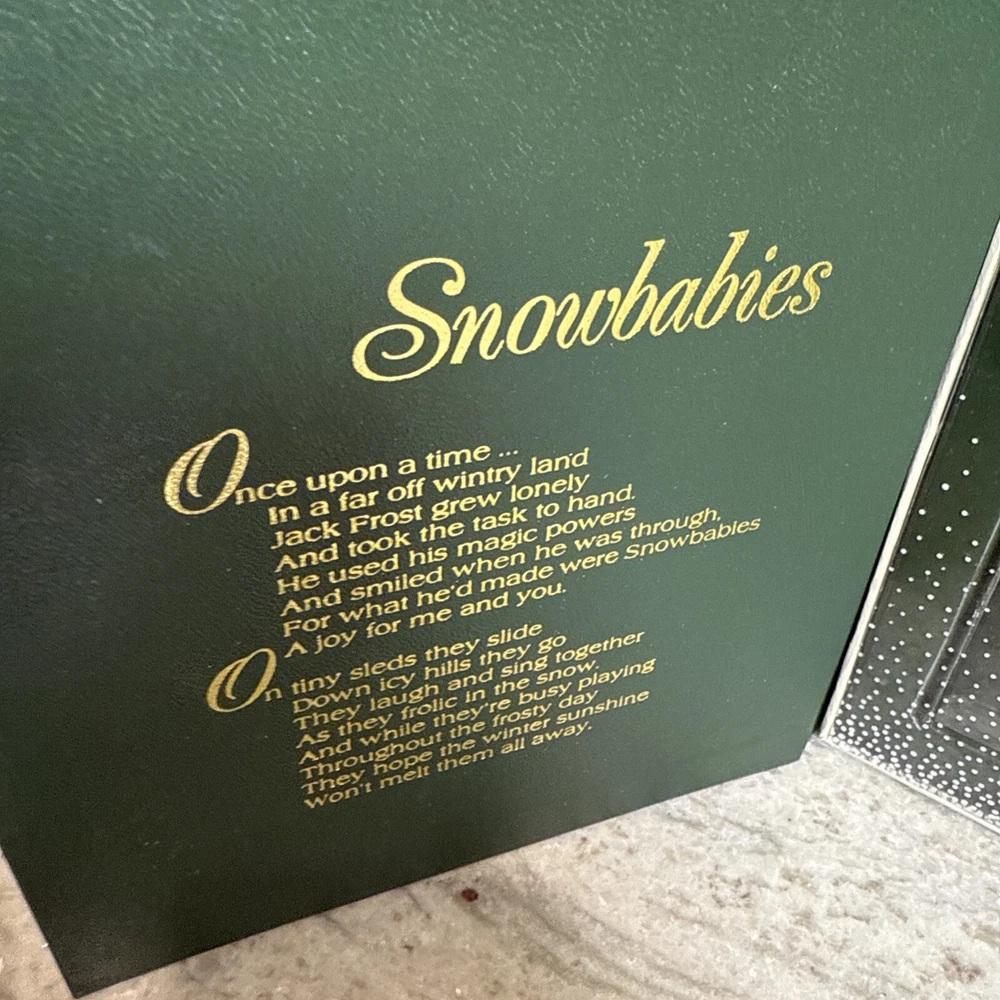 Snowbabies
Once upon a time ...
In a far off wintry land
Jack Frost grew lonely
And took the task to hand.
He used his magic powers
And smiled when he was through,
For what he'd made were Snowbabies
A joy for me and you.
On tiny sleds they slide
Down icy hills they go
They laugh and sing together
As they frolic in the snow.
And while they're busy playing
Throughout the frosty day
They hope the winter sunshine
Won't melt them all away.